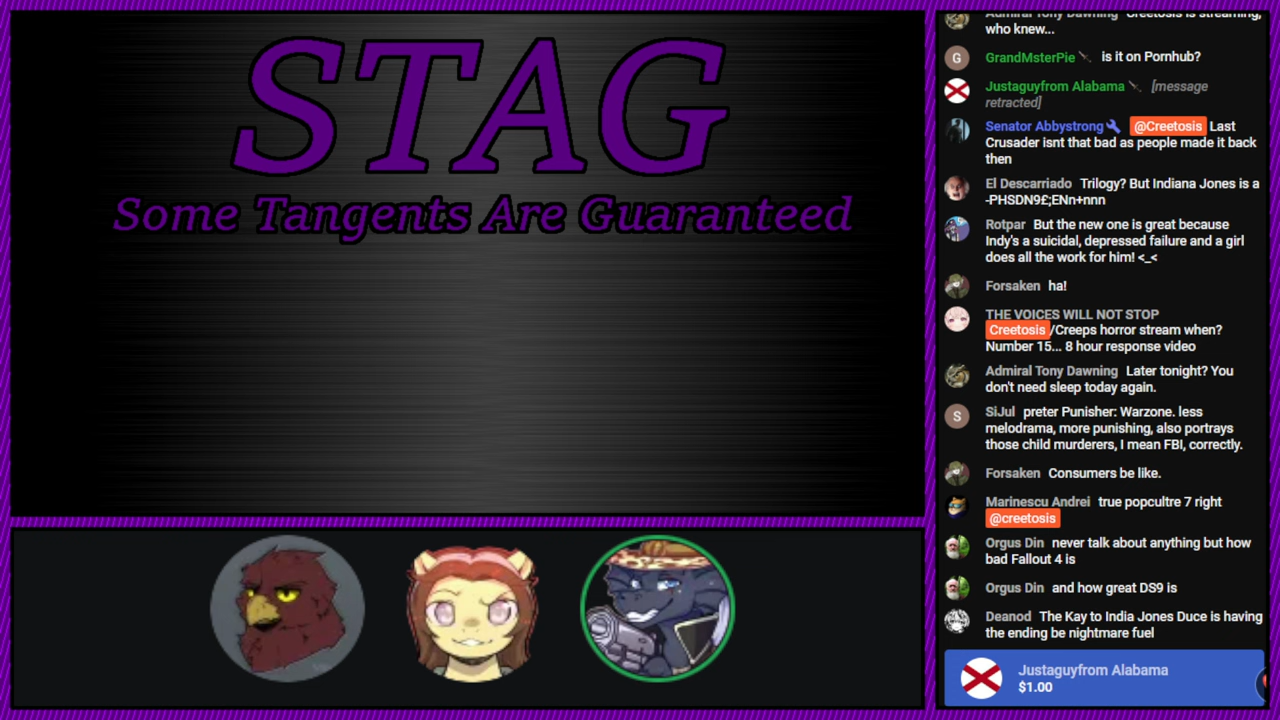 STAG
Some Tangents Are Guaranteed
Admiral Tony Dawning Creetosis is streaming,
who knew...
G
GrandMsterPie is it on Pornhub?
Justaguyfrom Alabama [message
retracted]
Senator Abbystrong @Creetosis Last
Crusader isnt that bad as people made it back
then
El Descarriado Trilogy? But Indiana Jones is a
-PHSDN9£;ENn+nnn
Rotpar But the new one is great because
Indy's a suicidal, depressed failure and a girl
does all the work for him! <_<
Forsaken ha!
THE VOICES WILL NOT STOP
Creetosis/Creeps horror stream when?
Number 15... 8 hour response video
Admiral Tony Dawning Later tonight? You
don't need sleep today again.
S
SiJul preter Punisher: Warzone. less
melodrama, more punishing, also portrays
those child murderers, I mean FBI, correctly.
Forsaken Consumers be like.
Marinescu Andrei true popcultre 7 right
@creetosis
Orgus Din never talk about anything but how
bad Fallout 4 is
Orgus Din and how great DS9 is
Deanod The Kay to India Jones Duce is having
the ending be nightmare fuel
Justaguyfrom Alabama
$1.00